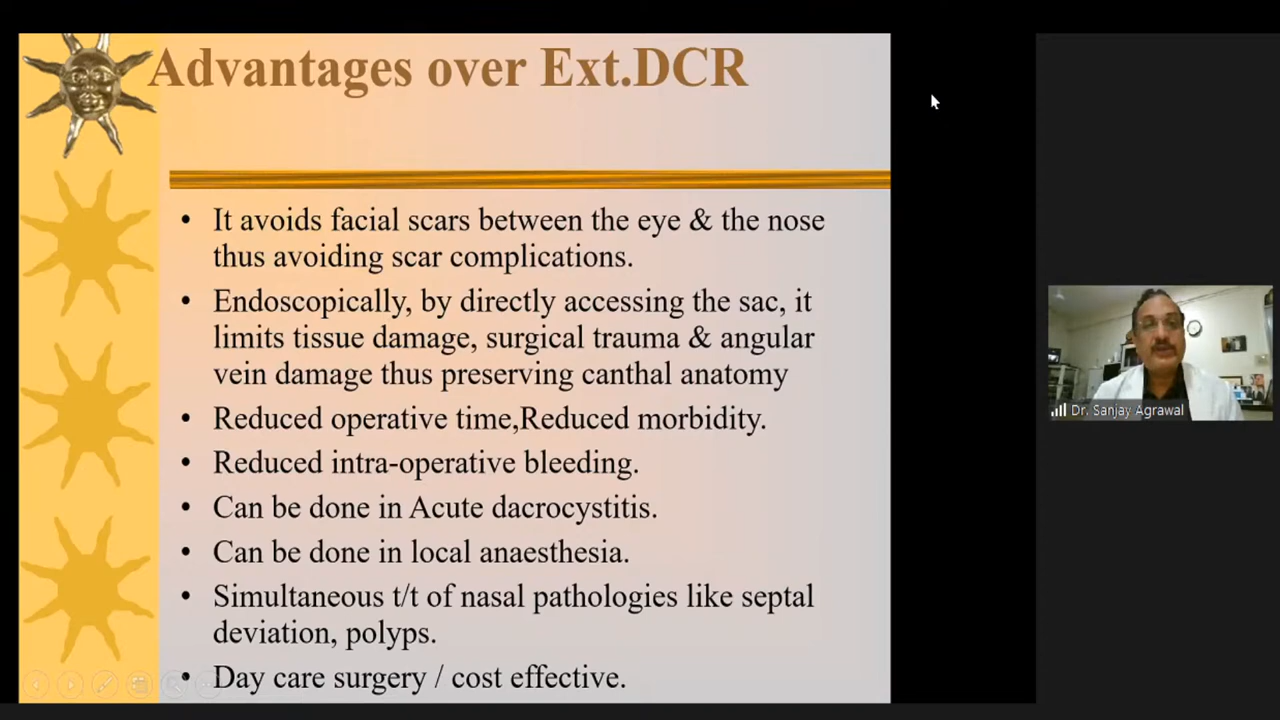 Advantages over Ext.DCR
• It avoids facial scars between the eye & the nose
thus avoiding scar complications.
• Endoscopically, by directly accessing the sac, it
limits tissue damage, surgical trauma & angular
vein damage thus preserving canthal anatomy
• Reduced operative time,Reduced morbidity.
• Reduced intra-operative bleeding.
• Can be done in Acute dacrocystitis.
• Can be done in local anaesthesia.
• Simultaneous t/t of nasal pathologies like septal
deviation, polyps.
• Day care surgery / cost effective.
Dr. Sanjay Agrawal